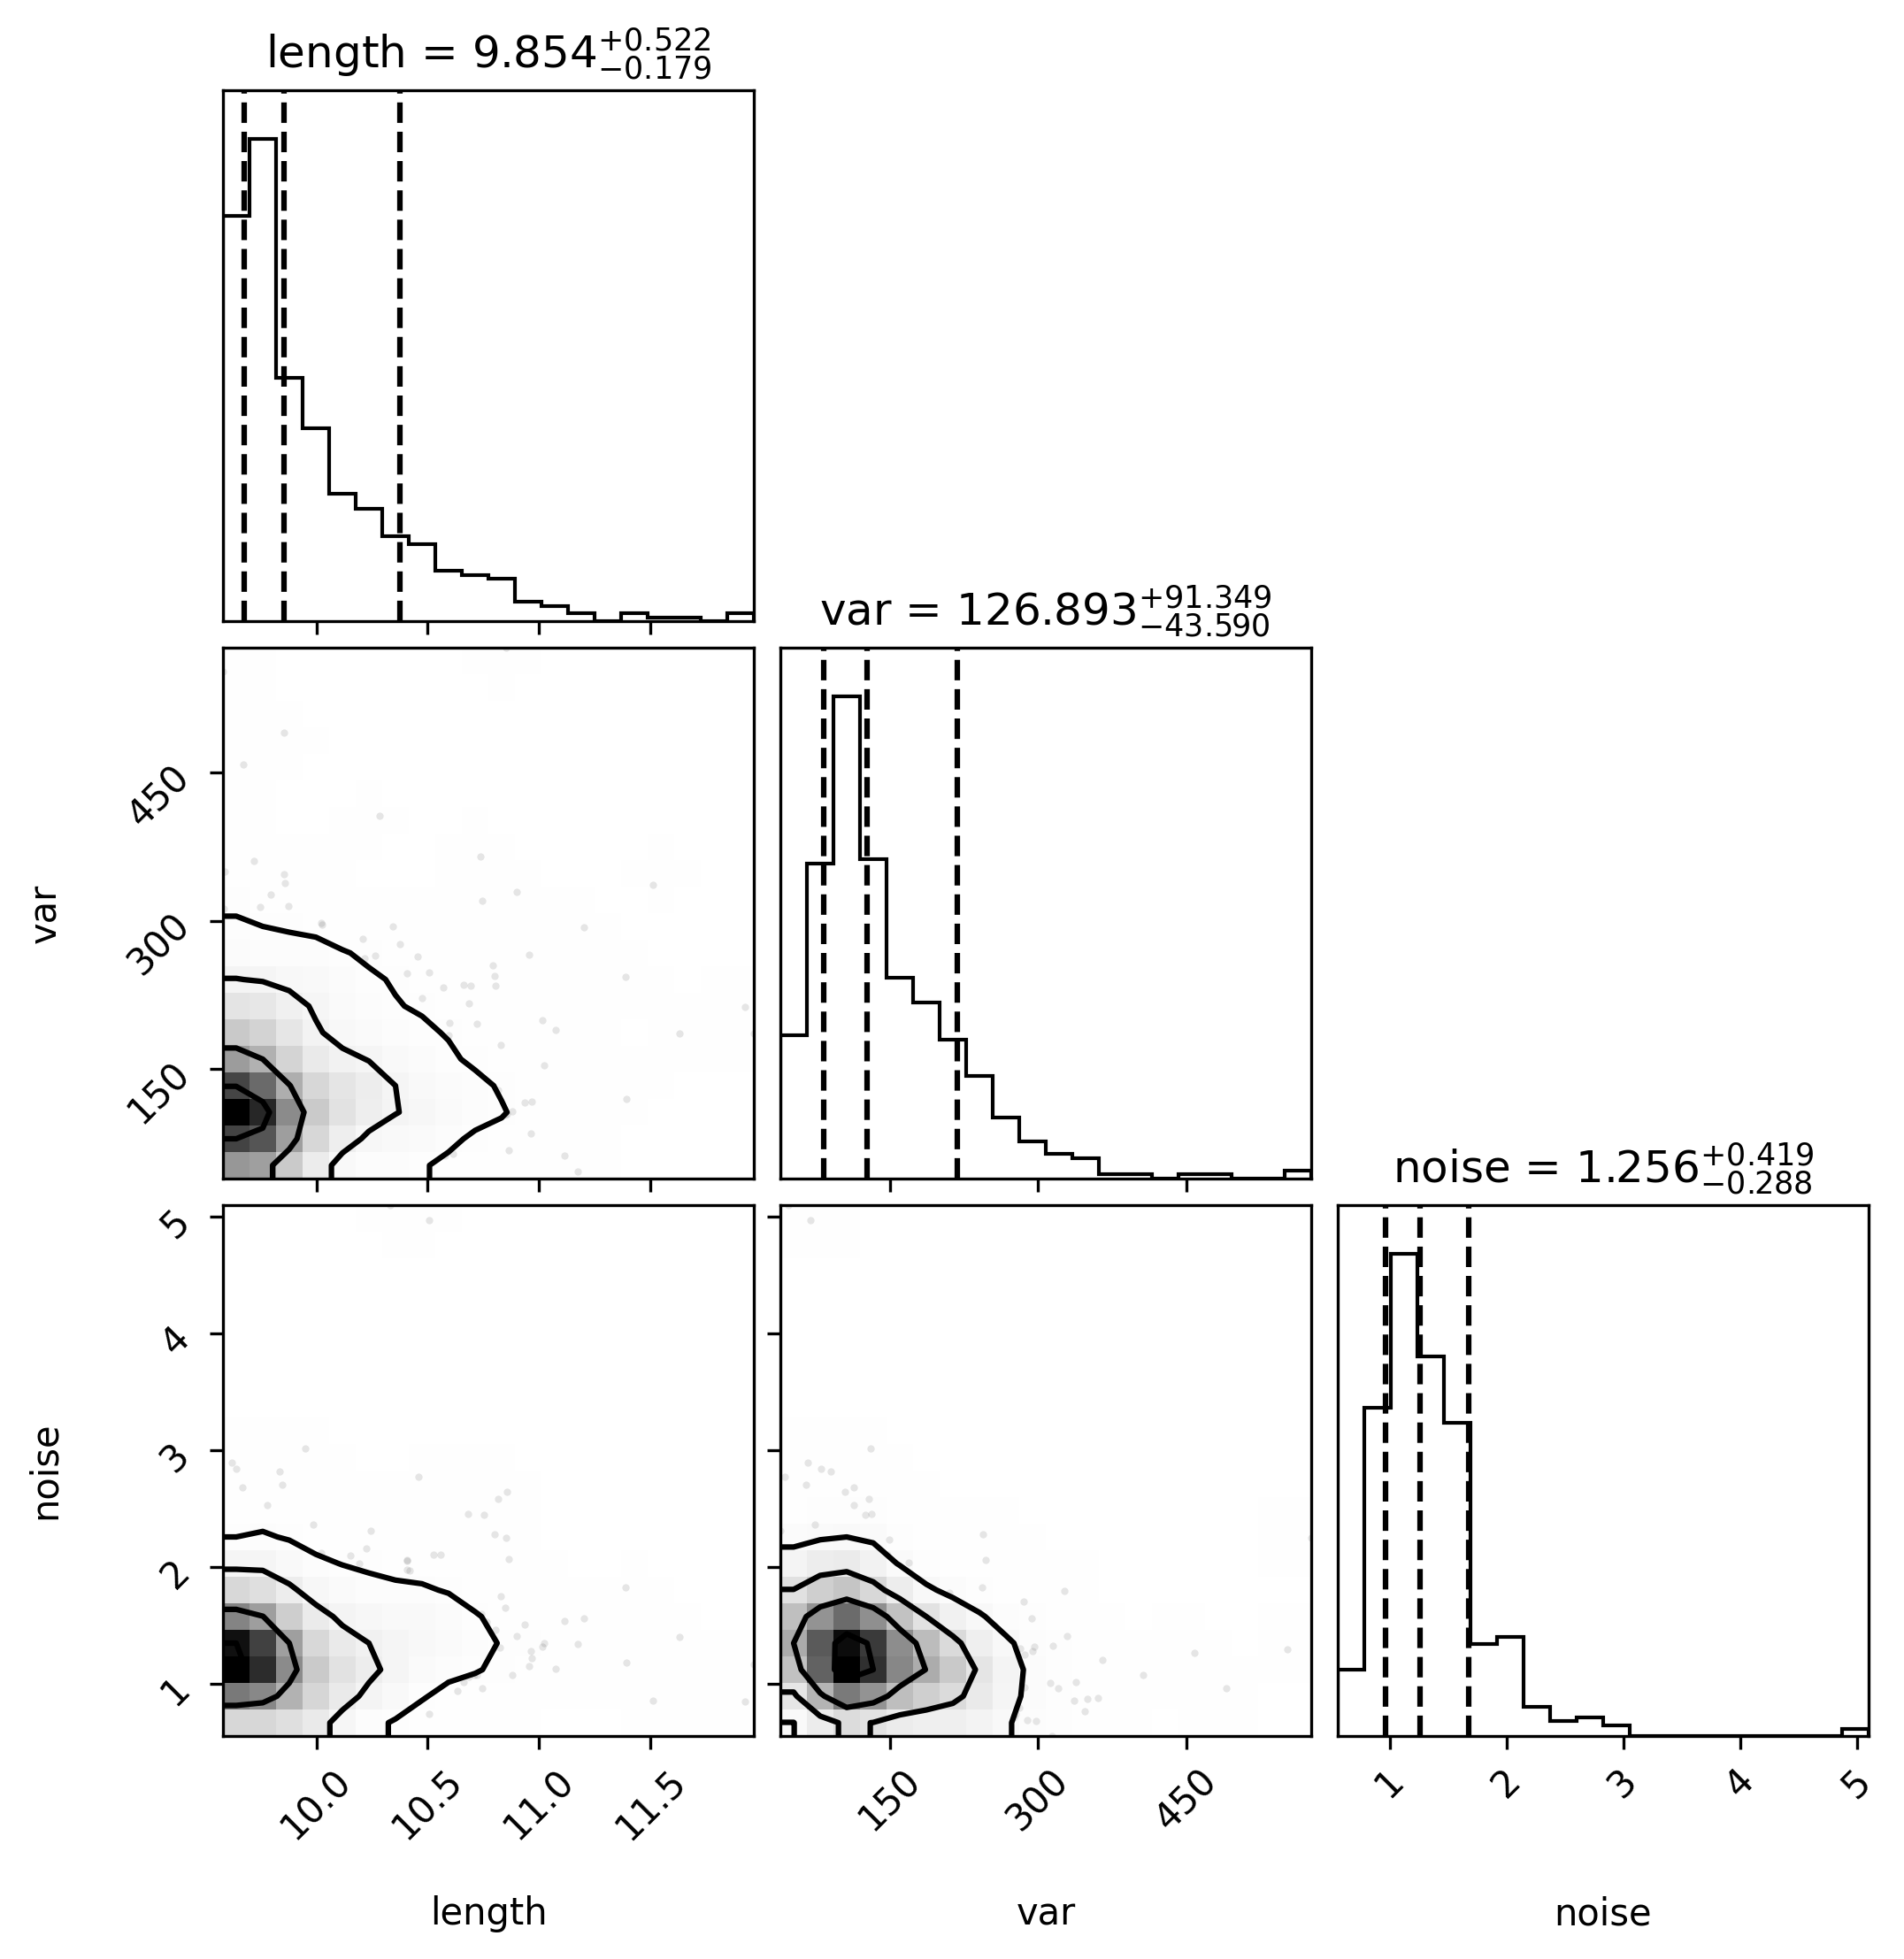 length = 9.854 +0.522 −0.179
var = 126.893 +91.349 −43.590
var
450
300
150
noise = 1.256 +0.419 −0.288
noise
5
4
3
2
1
10.0 10.5 11.0 11.5
150 300 450
1 2 3 4 5
length var noise